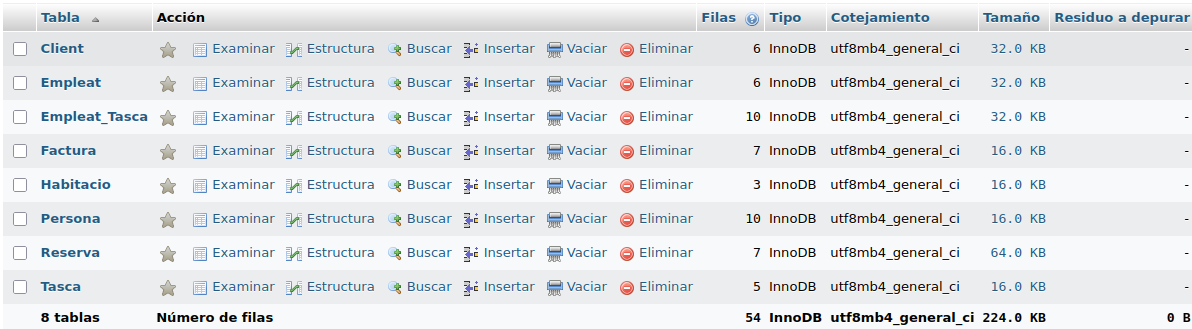 Tabla Acción Filas Tipo Cotejamiento Tamaño Residuo a depurar
Client Examinar Estructura Buscar Insertar Vaciar Eliminar 6 InnoDB utf8mb4_general_ci 32.0 KB -
Empleat Examinar Estructura Buscar Insertar Vaciar Eliminar 6 InnoDB utf8mb4_general_ci 32.0 KB -
Empleat_Tasca Examinar Estructura Buscar Insertar Vaciar Eliminar 10 InnoDB utf8mb4_general_ci 32.0 KB -
Factura Examinar Estructura Buscar Insertar Vaciar Eliminar 7 InnoDB utf8mb4_general_ci 16.0 KB -
Habitacio Examinar Estructura Buscar Insertar Vaciar Eliminar 3 InnoDB utf8mb4_general_ci 16.0 KB -
Persona Examinar Estructura Buscar Insertar Vaciar Eliminar 10 InnoDB utf8mb4_general_ci 16.0 KB -
Reserva Examinar Estructura Buscar Insertar Vaciar Eliminar 7 InnoDB utf8mb4_general_ci 64.0 KB -
Tasca Examinar Estructura Buscar Insertar Vaciar Eliminar 5 InnoDB utf8mb4_general_ci 16.0 KB -
8 tablas Número de filas 54 InnoDB utf8mb4_general_ci 224.0 KB 0 B